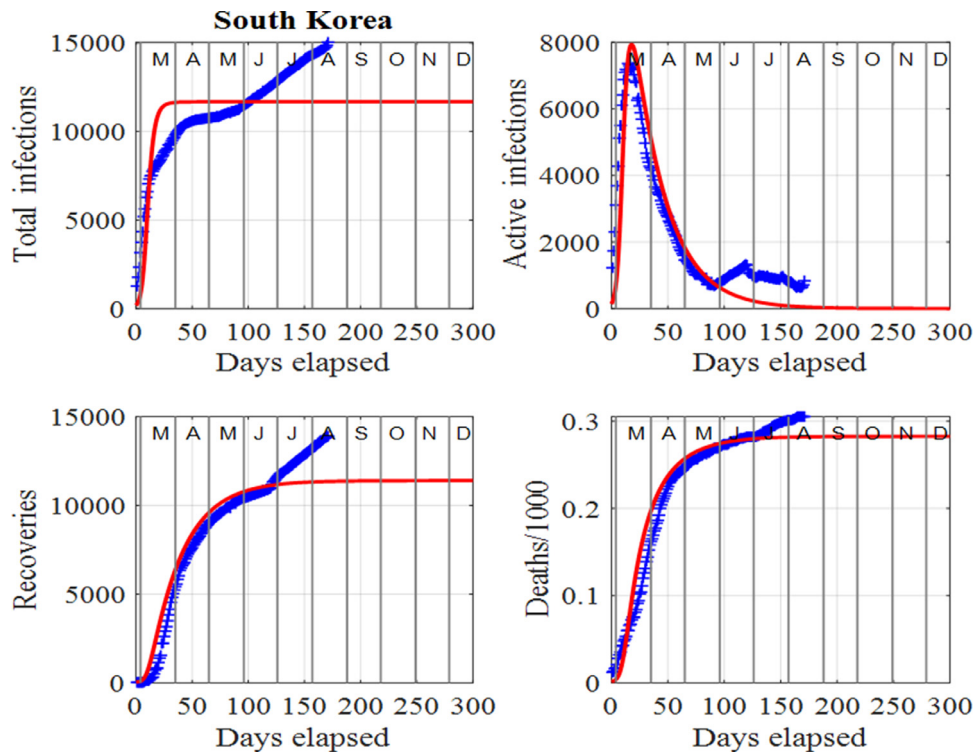 South Korea
15000
10000
5000
0
Total infections
M A M J J A S O N D
0 50 100 150 200 250 300
Days elapsed
8000
6000
4000
2000
0
Active infections
M A M J J A S O N D
0 50 100 150 200 250 300
Days elapsed
15000
10000
5000
0
Recoveries
M A M J J A S O N D
0 50 100 150 200 250 300
Days elapsed
0.3
0.2
0.1
0
Deaths/1000
M A M J J A S O N D
0 50 100 150 200 250 300
Days elapsed